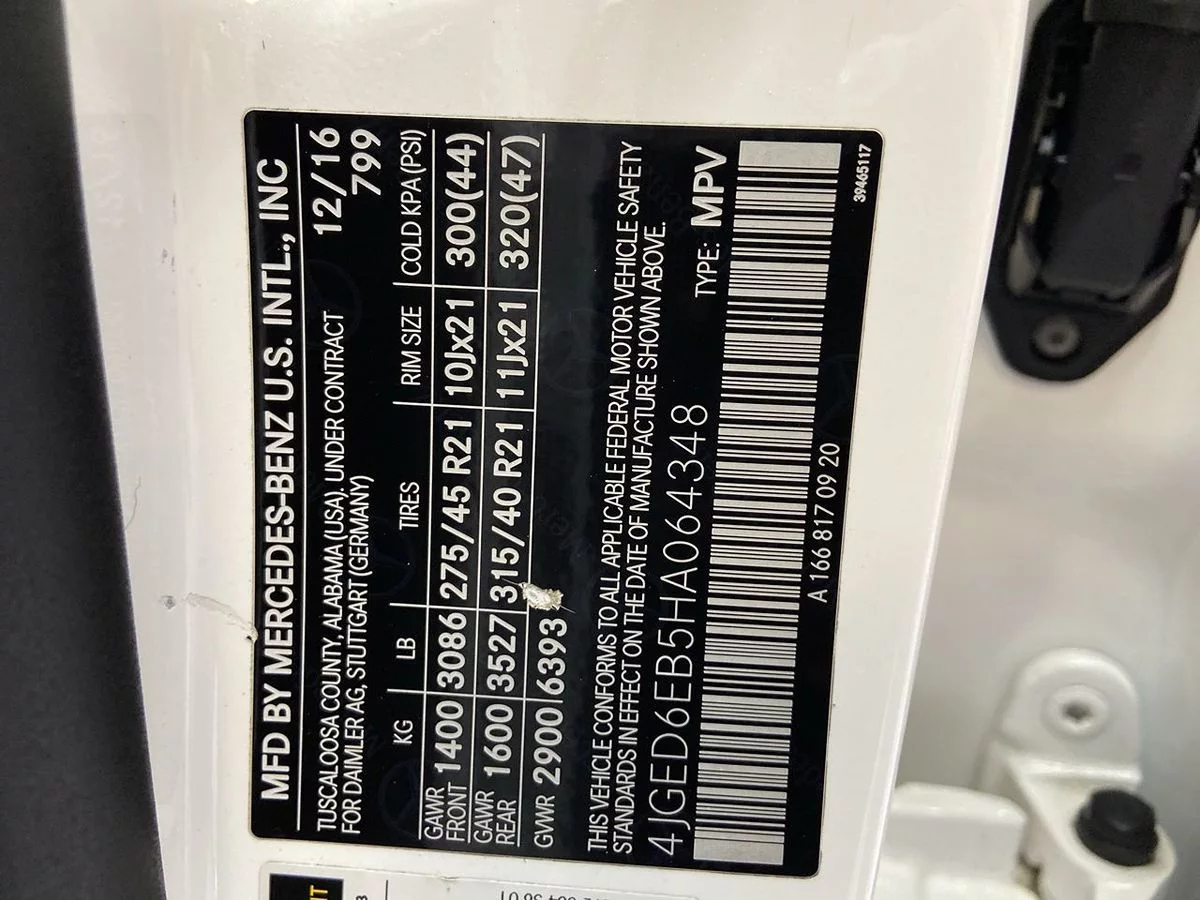 MFD BY MERCEDES-BENZ U.S. INTL., INC
TUSCALOOSA COUNTY, ALABAMA (USA), UNDER CONTRACT 12/16
FOR DAIMLER AG, STUTTGART (GERMANY) 799
KG LB TIRES RIM SIZE COLD KPA (PSI)
GAWR FRONT 1400 3086 275/45 R21 10Jx21 300(44)
GAWR REAR 1600 3527 315/40 R21 11Jx21 320(47)
GVWR 2900 6393
THIS VEHICLE CONFORMS TO ALL APPLICABLE FEDERAL MOTOR VEHICLE SAFETY
STANDARDS IN EFFECT ON THE DATE OF MANUFACTURE SHOWN ABOVE.
4JGED6EB5HA064348 TYPE: MPV
A 166 817 09 20
39465117